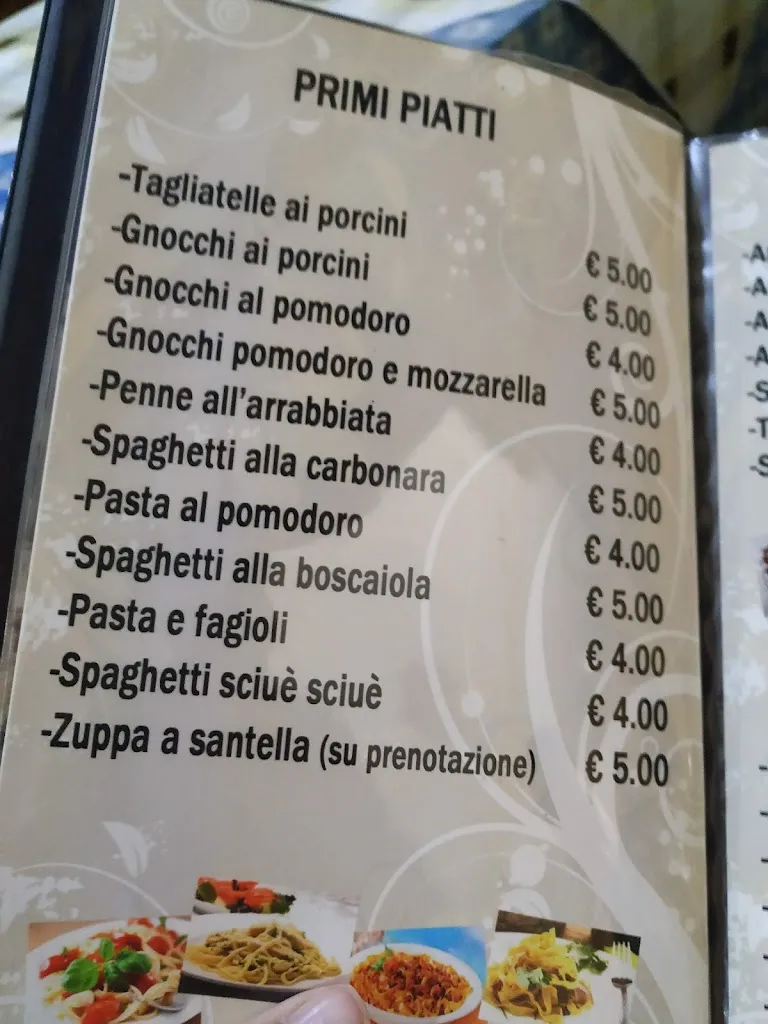 PRIMI PIATTI
-Tagliatelle ai porcini € 5.00
-Gnocchi ai porcini € 5.00
-Gnocchi al pomodoro € 4.00
-Gnocchi pomodoro e mozzarella € 5.00
-Penne all'arrabbiata € 4.00
-Spaghetti alla carbonara € 5.00
-Pasta al pomodoro € 4.00
-Spaghetti alla boscaiola € 5.00
-Pasta e fagioli € 4.00
-Spaghetti sciuè sciuè € 4.00
-Zuppa a santella (su prenotazione) € 5.00